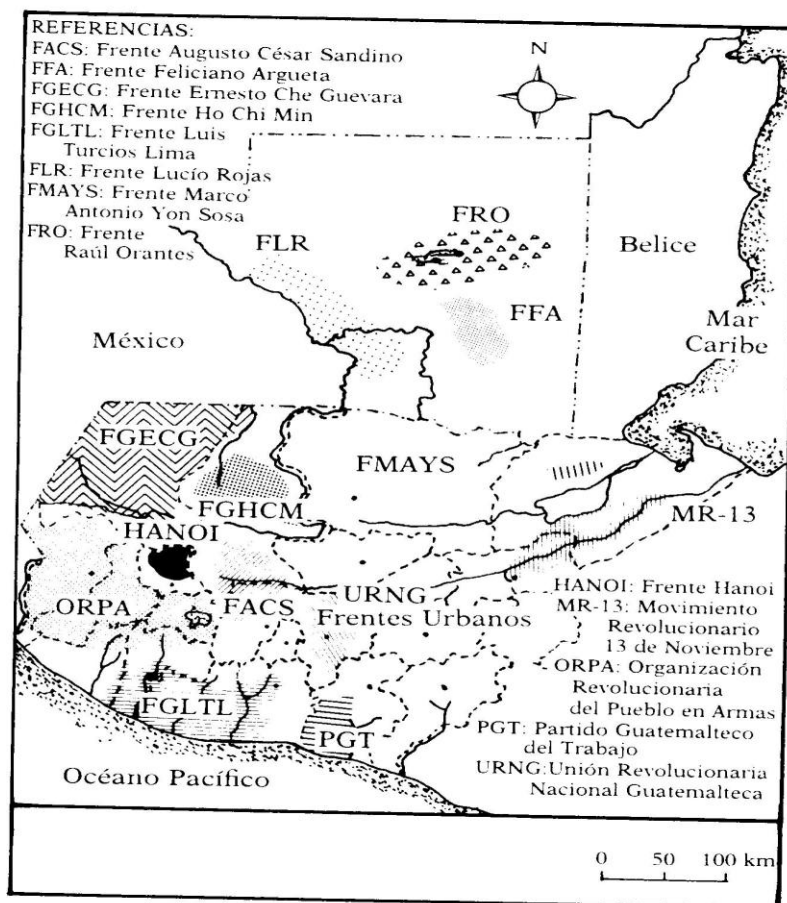 REFERENCIAS:
FACS: Frente Augusto César Sandino
FFA: Frente Feliciano Argueta
FGECG: Frente Ernesto Che Guevara
FGHCM: Frente Ho Chi Min
FGLTL: Frente Luis
Turcios Lima
FLR: Frente Lucío Rojas
FMAYS: Frente Marco
Antonio Yon Sosa
FRO: Frente
Raúl Orantes
N
FRO
FLR
Belice
FFA
Mar
Caribe
México
FGECG
FMAYS
FGHCM
MR-13
HANOI
URNG
Frentes Urbanos
ORPA
FACS
FGLTL
PGT
Océano Pacífico
HANOI: Frente Hanoi
MR-13: Movimiento
Revolucionario
13 de Noviembre
ORPA: Organización
Revolucionaria
del Pueblo en Armas
PGT: Partido Guatemalteco
del Trabajo
URNG:Unión Revolucionaria
Nacional Guatemalteca
0 50 100 km